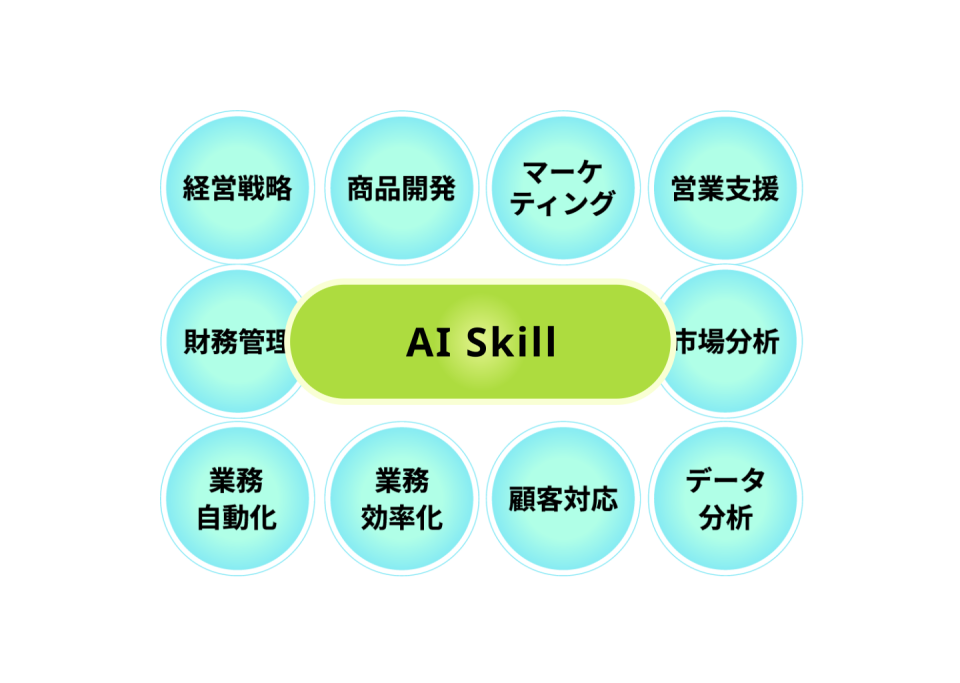 経営戦略
商品開発
マーケ
ティング
営業支援
財務管理
AI Skill
市場分析
業務
自動化
業務
効率化
顧客対応
データ
分析